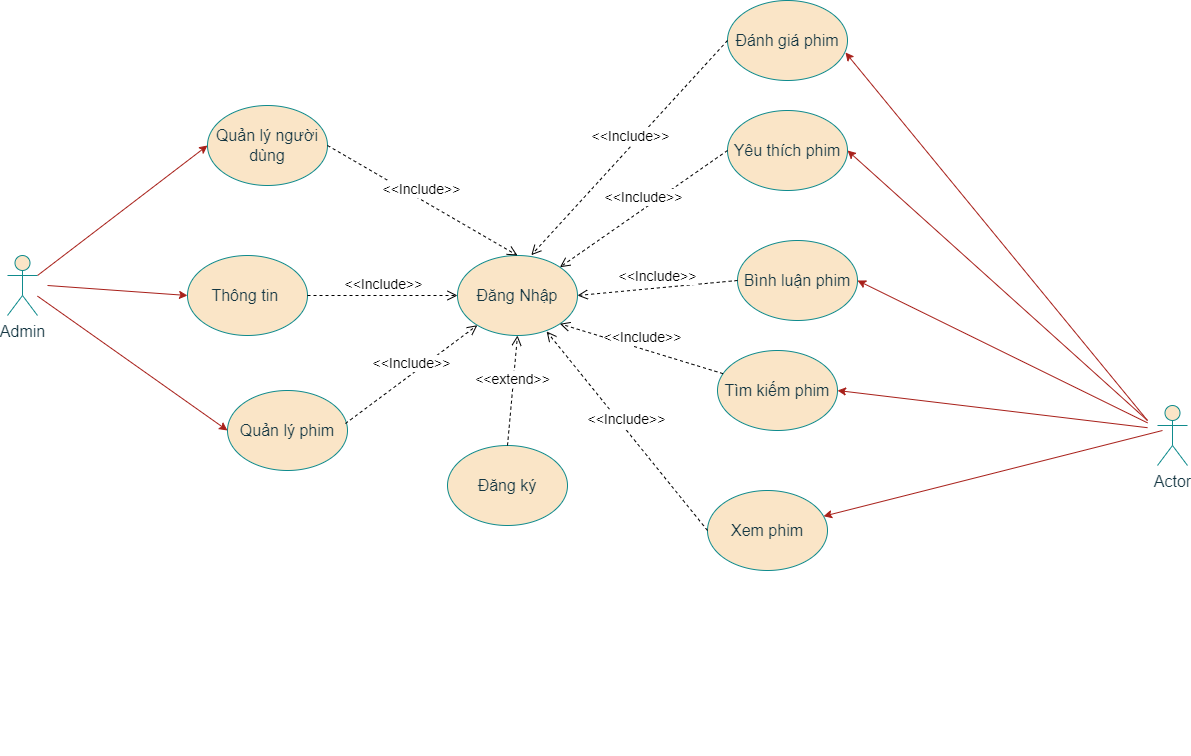 Đánh giá phim
Quản lý người
dùng
<<Include>>
Yêu thích phim
<<Include>>
<<Include>>
Thông tin
<<Include>>
Đăng Nhập
<<Include>>
Bình luận phim
Admin
<<Include>>
<<Include>>
<<extend>>
Tìm kiếm phim
Quản lý phim
<<Include>>
Đăng ký
Actor
Xem phim